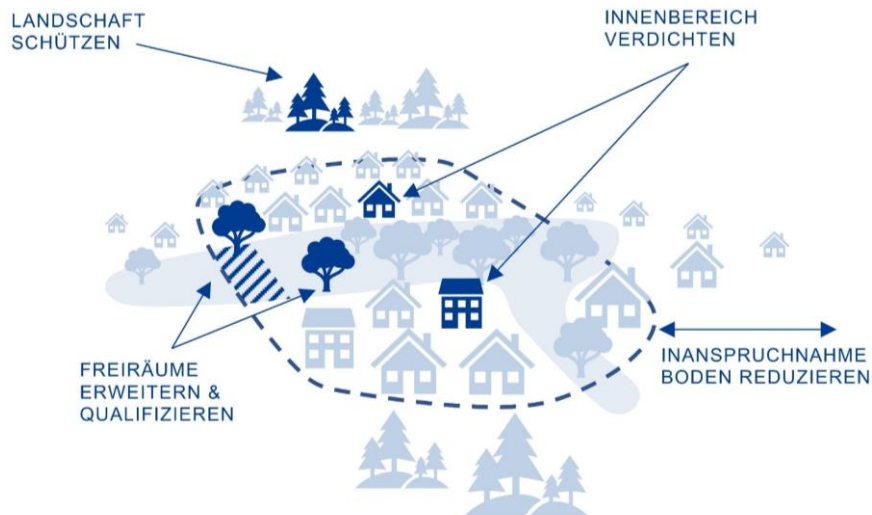 LANDSCHAFT
SCHÜTZEN
INNENBEREICH
VERDICHTEN
FREIRÄUME
ERWEITERN &
QUALIFIZIEREN
INANSPRUCHNAHME
BODEN REDUZIEREN